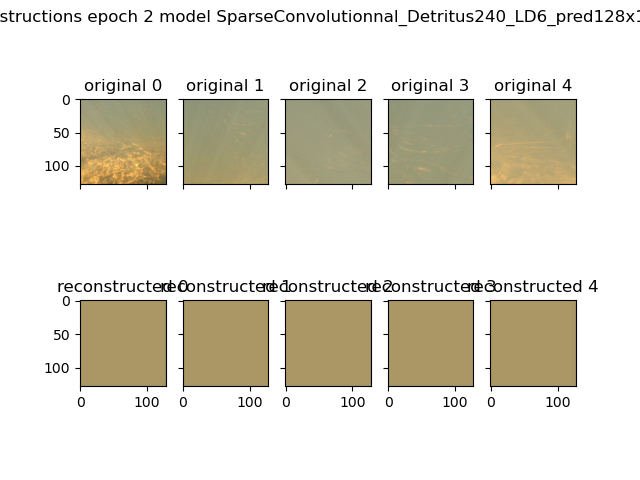 structions epoch 2 model SparseConvolutionnal_Detritus240_LD6_pred128x1
original 0 original 1 original 2 original 3 original 4
0
50
100
reconstructed 0 reconstructed 1 reconstructed 2 reconstructed 3 reconstructed 4
0
50
100
0 100 0 100 0 100 0 100 0 100